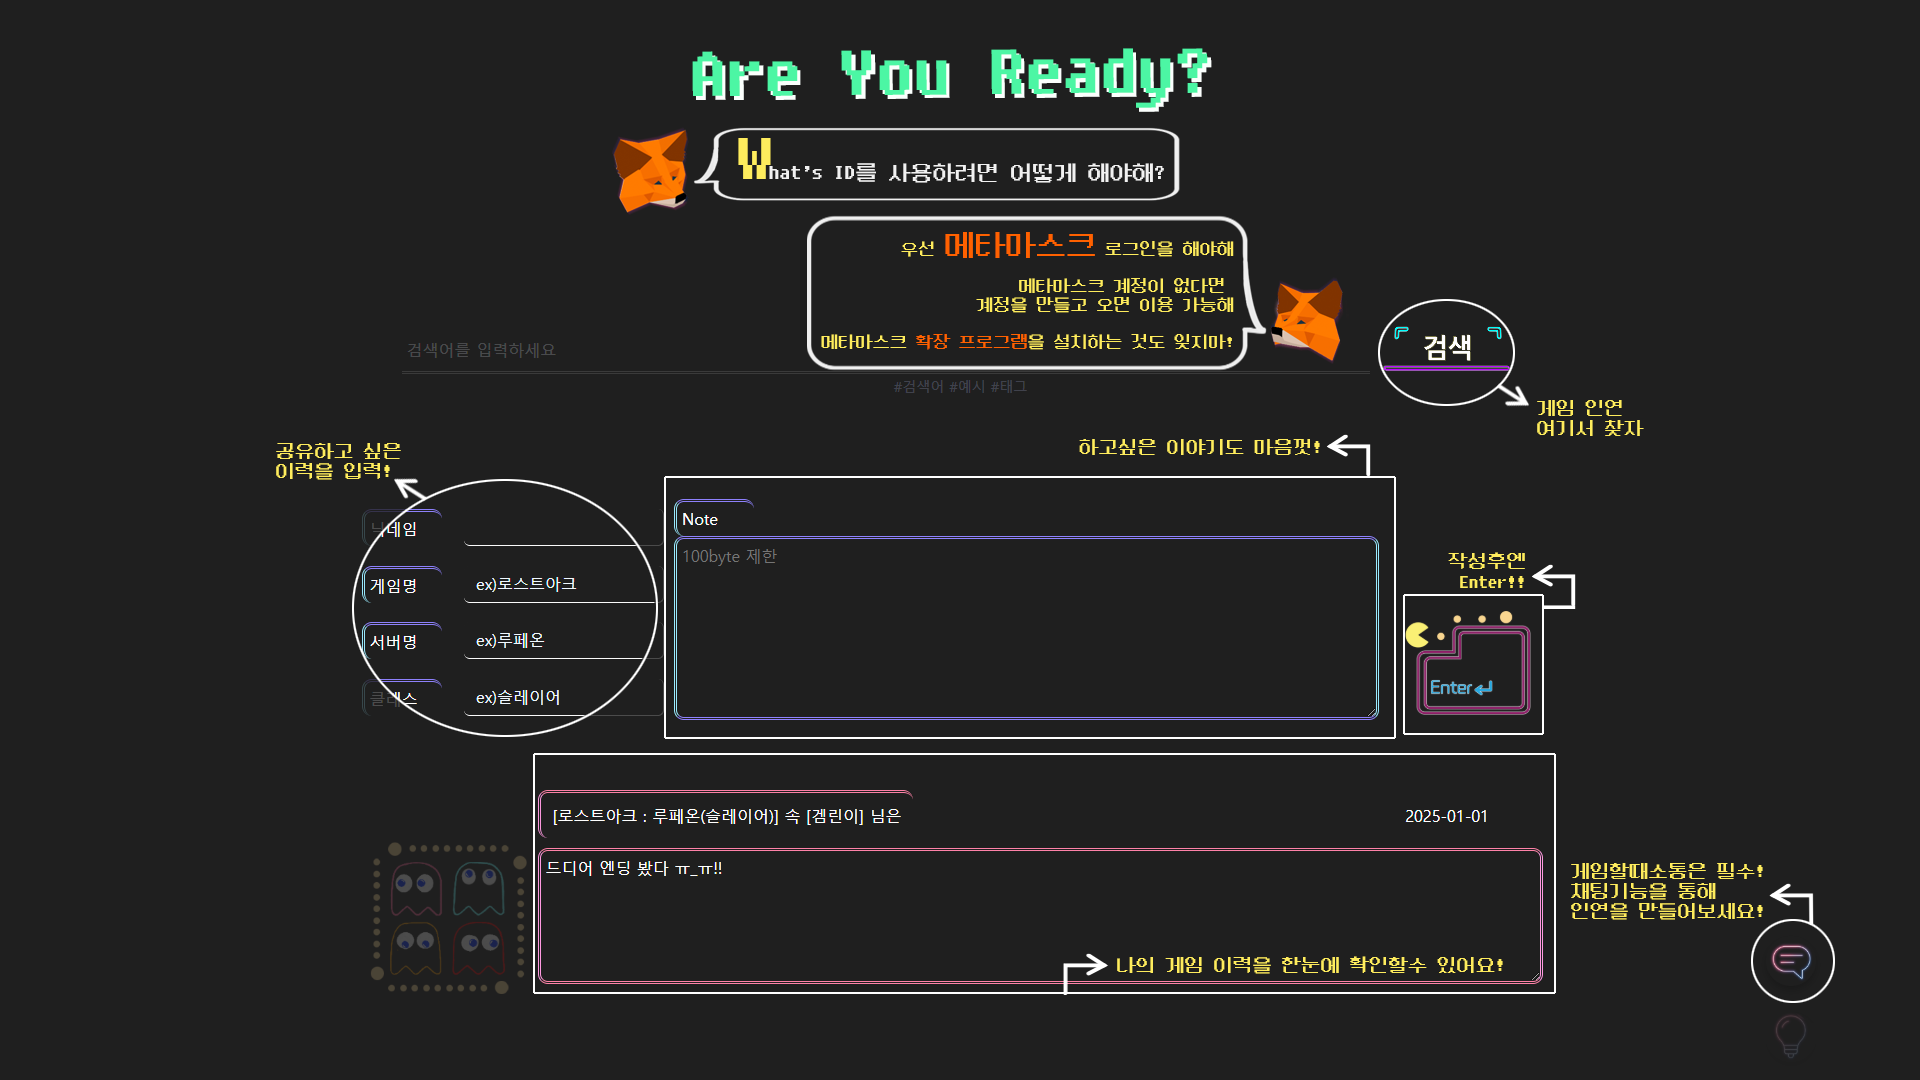 Are You Ready?
What's ID를 사용하려면 어떻게 해야해?
우선 메타마스크 로그인을 해야해
메타마스크 계정이 없다면
계정을 만들고 오면 이용 가능해
메타마스크 확장 프로그램을 설치하는 것도 잊지마!
검색어를 입력하세요
#검색어 #예시 #태그
검색
게임 인연
여기서 찾자
공유하고 싶은
이력을 입력!
하고싶은 이야기도 마음껏!
닉네임
게임명
ex)로스트아크
서버명
ex)루페온
클래스
ex)슬레이어
Note
100byte 제한
작성후엔
Enter!!
Enter
[로스트아크 : 루페온(슬레이어)] 속 [겜린이] 님은
2025-01-01
드디어 엔딩 봤다 ㅠ_ㅠ!!
나의 게임 이력을 한눈에 확인할수 있어요!
게임할때소통은 필수!
채팅기능을 통해
인연을 만들어보세요!